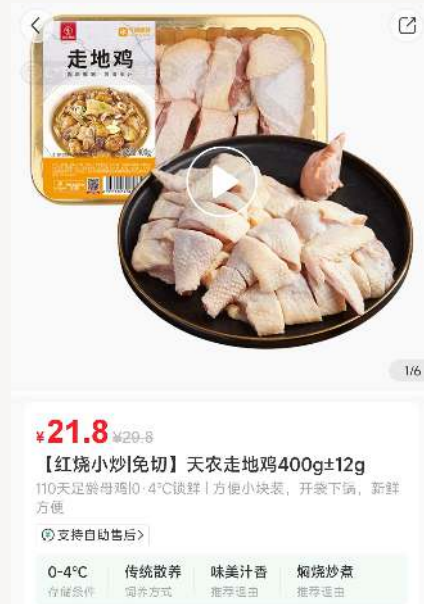 走地鸡
1/6
¥21.8 ¥29.8
【红烧小炒|免切】天农走地鸡400g±12g
110天足龄母鸡|0-4℃锁鲜 | 方便小块装，开袋下锅，新鲜
方便
支持自动售后>
0-4℃ 传统散养 味美汁香 焖烧炒煮
存储条件 饲养方式 推荐理由 推荐理由